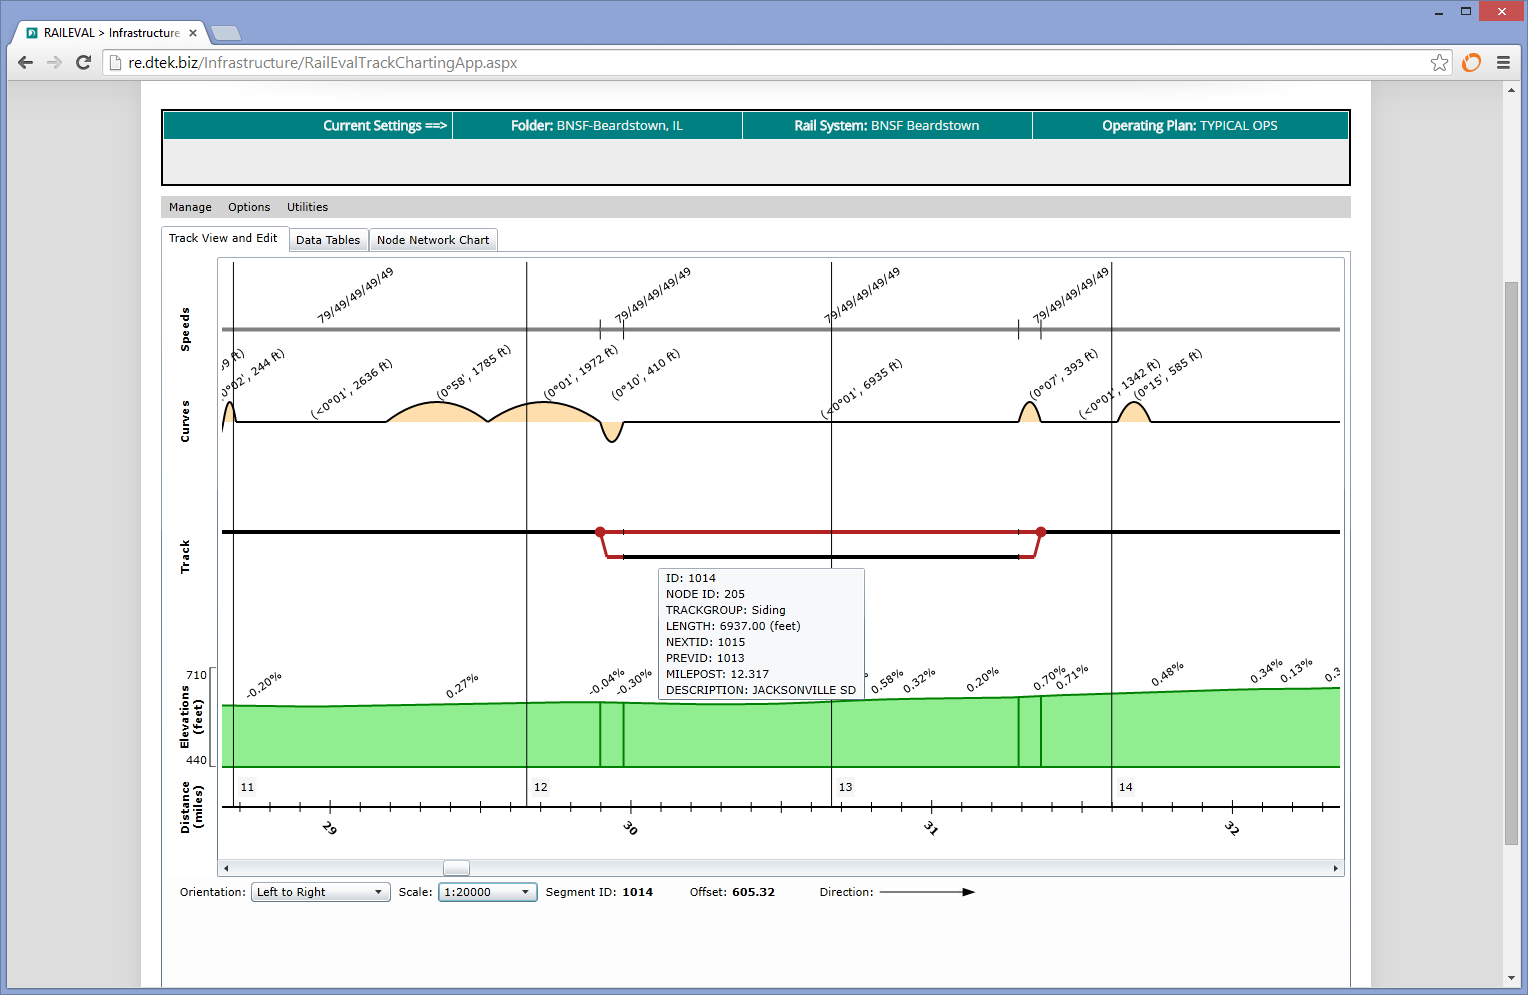 RAILEVAL > Infrastructure
re.dtek.biz/Infrastructure/RailEvalTrackChartingApp.aspx
Current Settings ==> Folder: BNSF-Beardstown, IL Rail System: BNSF Beardstown Operating Plan: TYPICAL OPS
Manage Options Utilities
Track View and Edit Data Tables Node Network Chart
Speeds
79/49/49/49/49 79/49/49/49/49 79/49/49/49/49 79/49/49/49/49
Curves
9 ft) 0°02', 244 ft) (<0°01', 2636 ft) (0°58', 1785 ft) (0°01', 1972 ft) (0°10', 410 ft) (<0°01', 6935 ft) (0°07', 393 ft) (<0°01', 1342 ft) (0°15', 585 ft)
Track
ID: 1014
NODE ID: 205
TRACKGROUP: Siding
LENGTH: 6937.00 (feet)
NEXTID: 1015
PREVID: 1013
MILEPOST: 12.317
DESCRIPTION: JACKSONVILLE SD
Elevations
(feet)
710
440
-0.20% 0.27% -0.04% -0.30% 0.58% 0.32% 0.20% 0.70% 0.71% 0.48% 0.34% 0.13% 0.3
Distance
(miles)
11 12 13 14
29 30 31 32
Orientation: Left to Right Scale: 1:20000 Segment ID: 1014 Offset: 605.32 Direction: